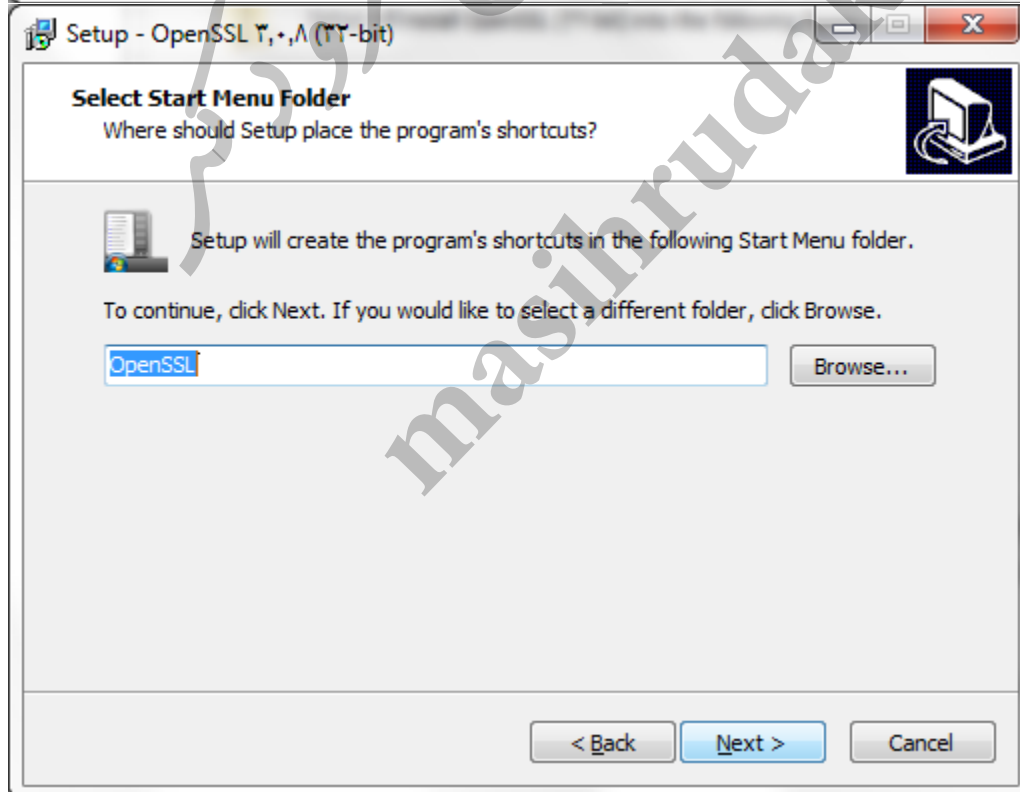 Setup - OpenSSL ۳,۰,۸ (۳۲-bit)
Select Start Menu Folder
Where should Setup place the program's shortcuts?
Setup will create the program's shortcuts in the following Start Menu folder.
To continue, click Next. If you would like to select a different folder, click Browse.
OpenSSL
Browse...
< Back
Next >
Cancel